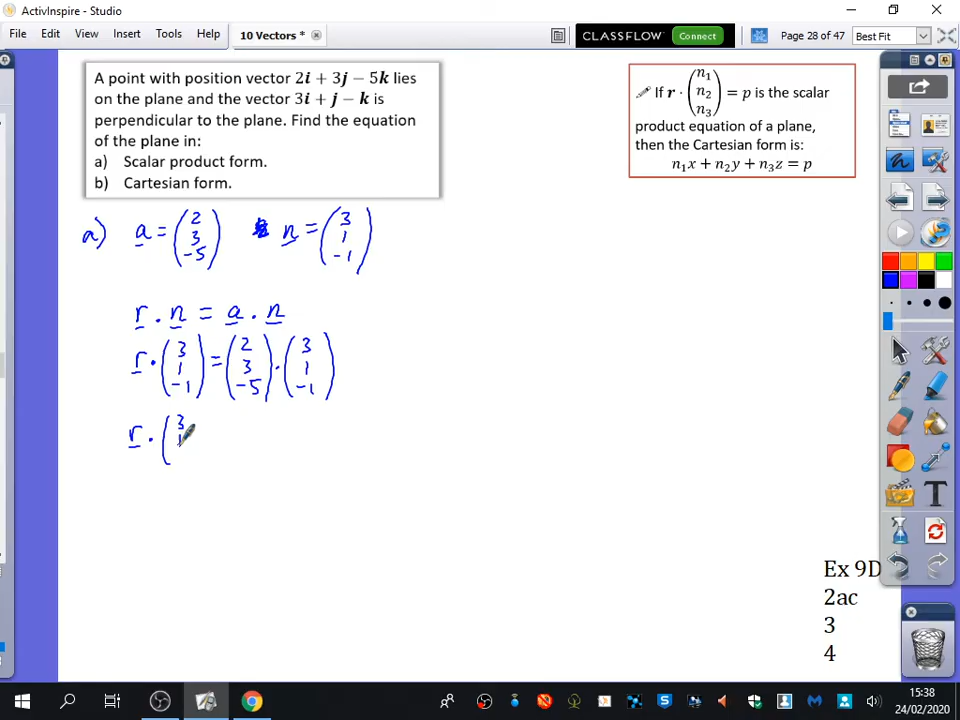 ActivInspire - Studio
File Edit View Insert Tools Help 10 Vectors * CLASSFLOW Connect Page 28 of 47 Best Fit
A point with position vector 2i + 3j − 5k lies
on the plane and the vector 3i + j − k is
perpendicular to the plane. Find the equation
of the plane in:
a) Scalar product form.
b) Cartesian form.
If r · (n₁ n₂ n₃) = p is the scalar
product equation of a plane,
then the Cartesian form is:
n₁x + n₂y + n₃z = p
a) a = (2 3 -5) n = (3 1 -1)
r . n = a . n
r . (3 1 -1) = (2 3 -5) . (3 1 -1)
r . (3 1
Ex 9D
2ac
3
4
15:38
24/02/2020